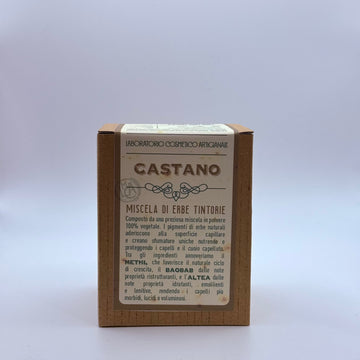 LABORATORIO COSMETICO ARTIGIANALE
CASTANO
MISCELA DI ERBE TINTORIE
Composti da una preziosa miscela in polvere
100% vegetale. I pigmenti di erbe naturali
aderiscono alla superficie capillare
e creano sfumature uniche nutrendo e
proteggendo i capelli e il cuoio capelluto.
Tra gli ingredienti annoveriamo il
METHI, che favorisce il naturale ciclo
di crescita, il BAOBAB dalle note
proprietà ristrutturanti, e l'ALTEA dalle
note proprietà idratanti, emollienti
e lenitive, rendendo i capelli più
morbidi, lucidi e voluminosi.